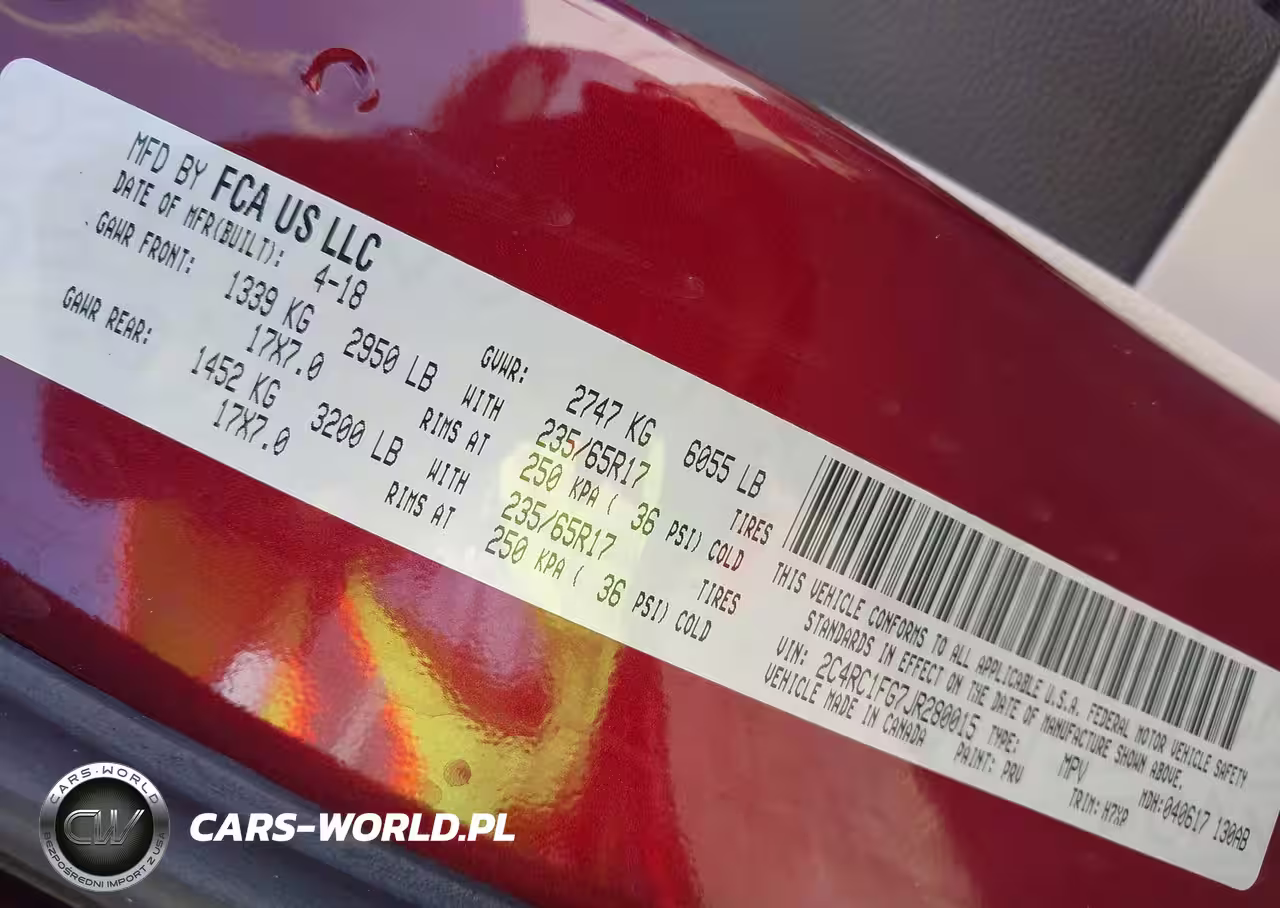 MFD BY FCA US LLC
DATE OF MFR(BUILT): 4-18
GVWR: 2747 KG 6055 LB
GAWR FRONT: 1339 KG 2950 LB WITH 235/65R17 TIRES
17X7.0 RIMS AT 250 KPA ( 36 PSI) COLD
GAWR REAR: 1452 KG 3200 LB WITH 235/65R17 TIRES
17X7.0 RIMS AT 250 KPA ( 36 PSI) COLD
THIS VEHICLE CONFORMS TO ALL APPLICABLE U.S.A. FEDERAL MOTOR VEHICLE SAFETY
STANDARDS IN EFFECT ON THE DATE OF MANUFACTURE SHOWN ABOVE.
VIN: 2C4RC1FG7JR280015 TYPE: MPV MDH:040617 130AB
VEHICLE MADE IN CANADA PAINT: PRV TRIM: H7XP
CARS-WORLD
CW
BEZPOŚREDNI IMPORT Z USA
CARS-WORLD.PL